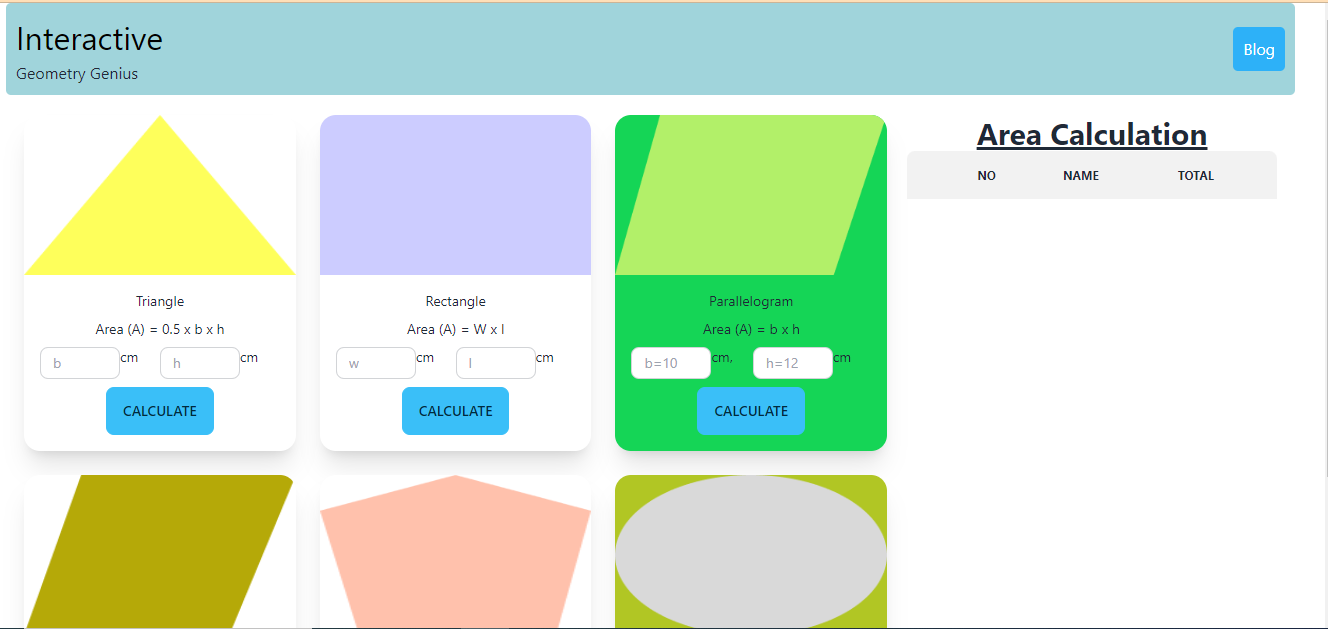 Interactive
Geometry Genius
Blog
Triangle
Area (A) = 0.5 x b x h
b cm h cm
CALCULATE
Rectangle
Area (A) = W x l
w cm l cm
CALCULATE
Parallelogram
Area (A) = b x h
b=10 cm, h=12 cm
CALCULATE
Area Calculation
NO NAME TOTAL